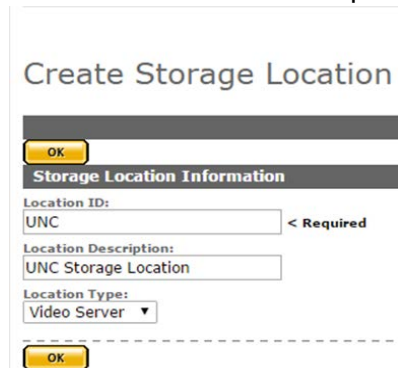 Create Storage Location
OK
Storage Location Information
Location ID:
UNC < Required
Location Description:
UNC Storage Location
Location Type:
Video Server
OK